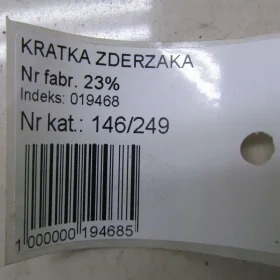 KRATKA ZDERZAKA
Nr fabr. 23%
Indeks: 019468
Nr kat.: 146/249
1 000000 194685